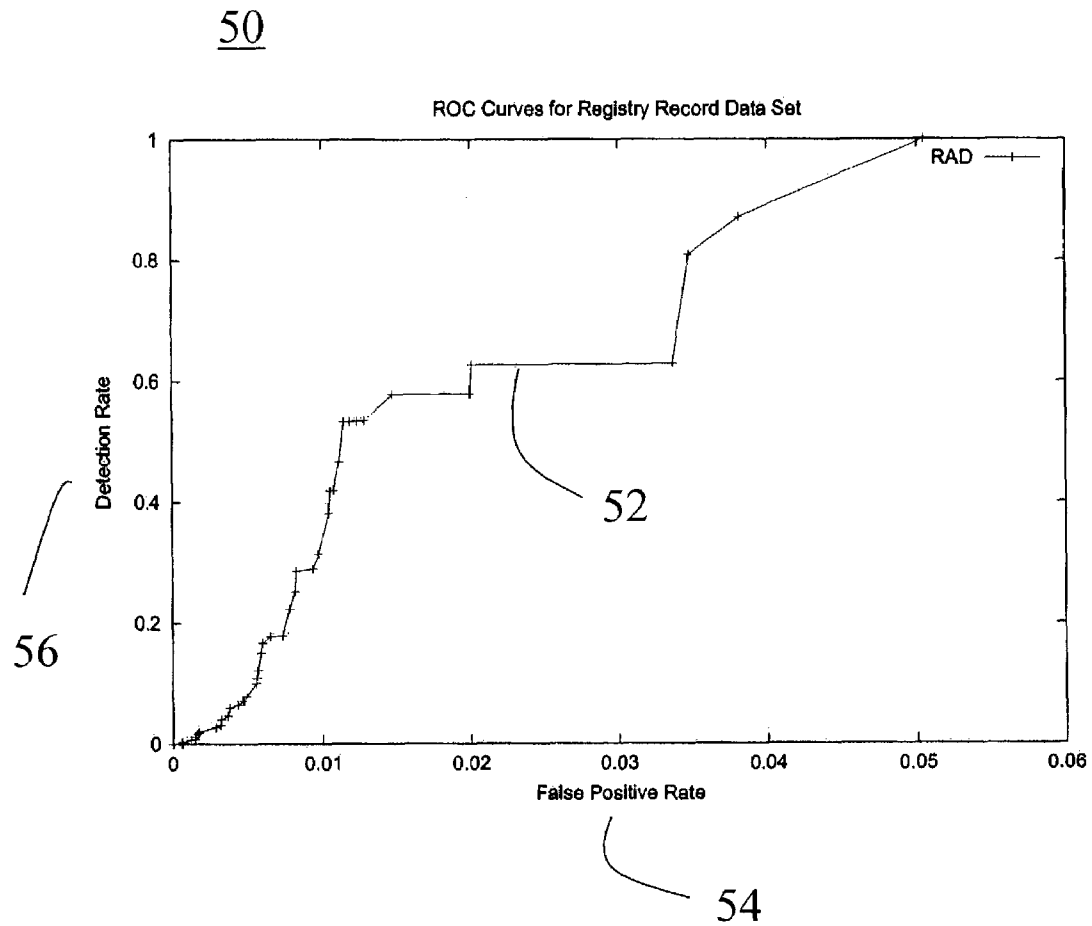 50
ROC Curves for Registry Record Data Set
1
RAD
0.8
0.6
Detection Rate
52
0.4
0.2
56
0
0 0.01 0.02 0.03 0.04 0.05 0.06
False Positive Rate
54